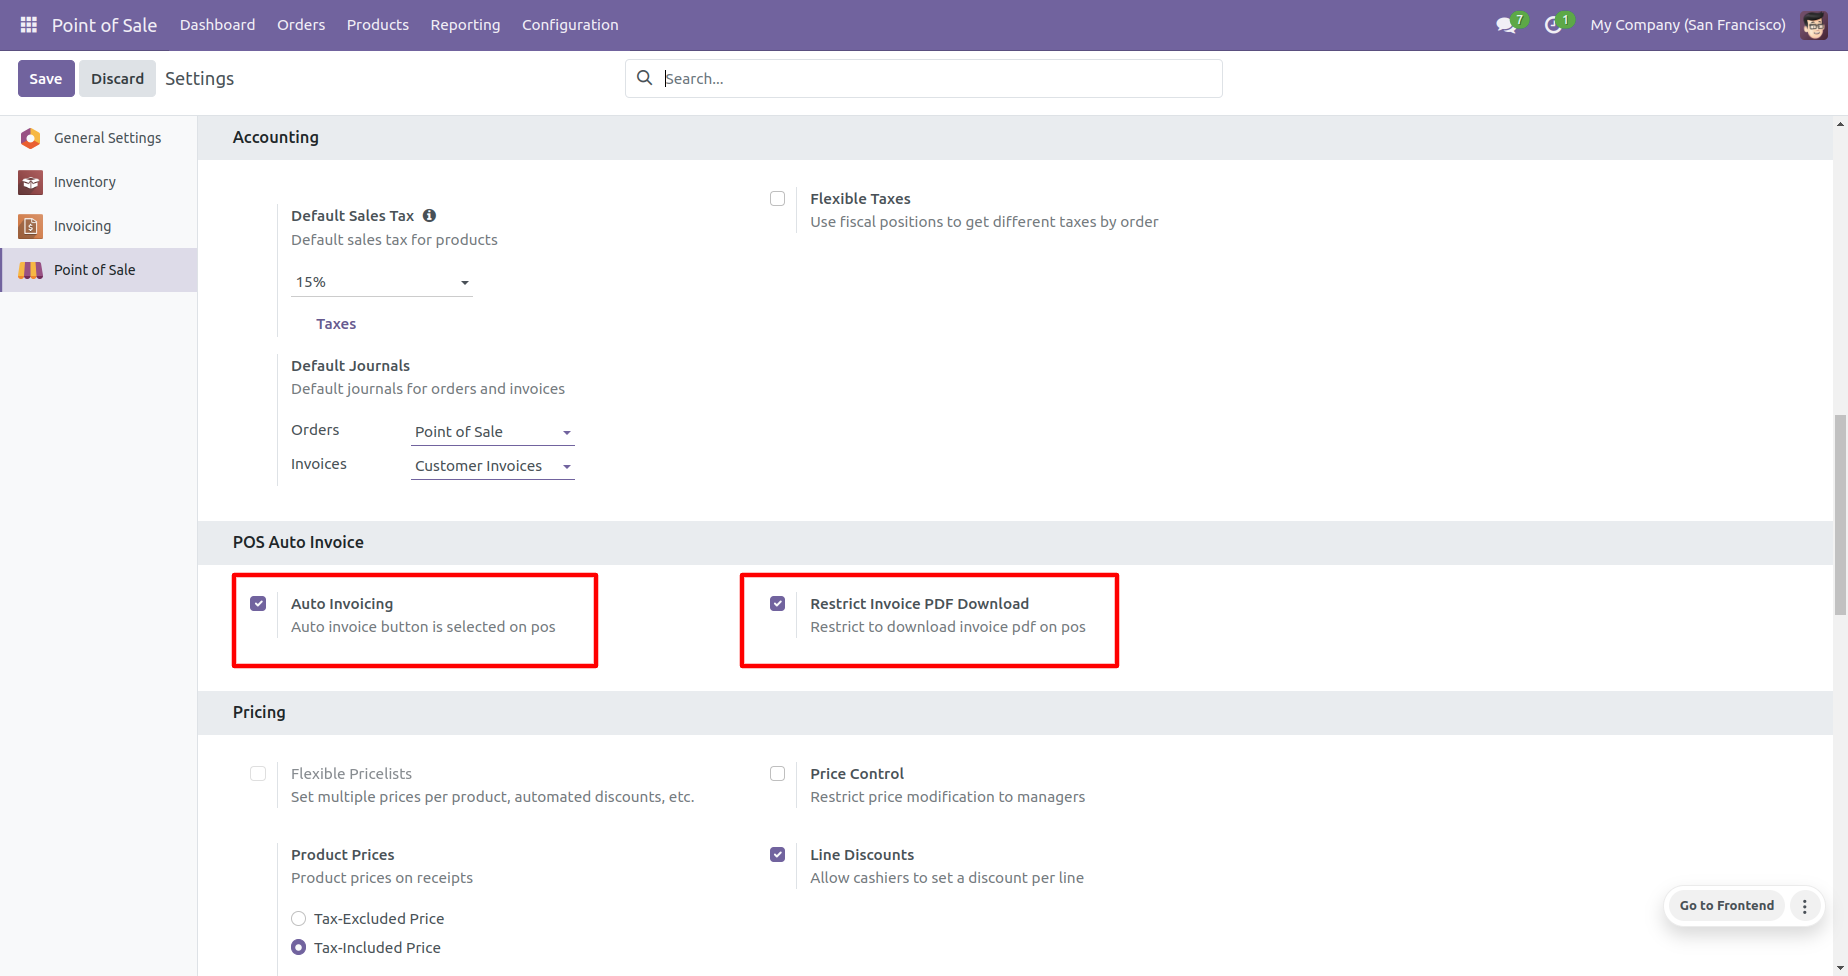 Point of Sale Dashboard Orders Products Reporting Configuration 7 1 My Company (San Francisco)
Save Discard Settings Search...
General Settings
Inventory
Invoicing
Point of Sale
Accounting
Default Sales Tax
Default sales tax for products
15%
Taxes
Flexible Taxes
Use fiscal positions to get different taxes by order
Default Journals
Default journals for orders and invoices
Orders Point of Sale
Invoices Customer Invoices
POS Auto Invoice
Auto Invoicing
Auto invoice button is selected on pos
Restrict Invoice PDF Download
Restrict to download invoice pdf on pos
Pricing
Flexible Pricelists
Set multiple prices per product, automated discounts, etc.
Price Control
Restrict price modification to managers
Product Prices
Product prices on receipts
Tax-Excluded Price
Tax-Included Price
Line Discounts
Allow cashiers to set a discount per line
Go to Frontend